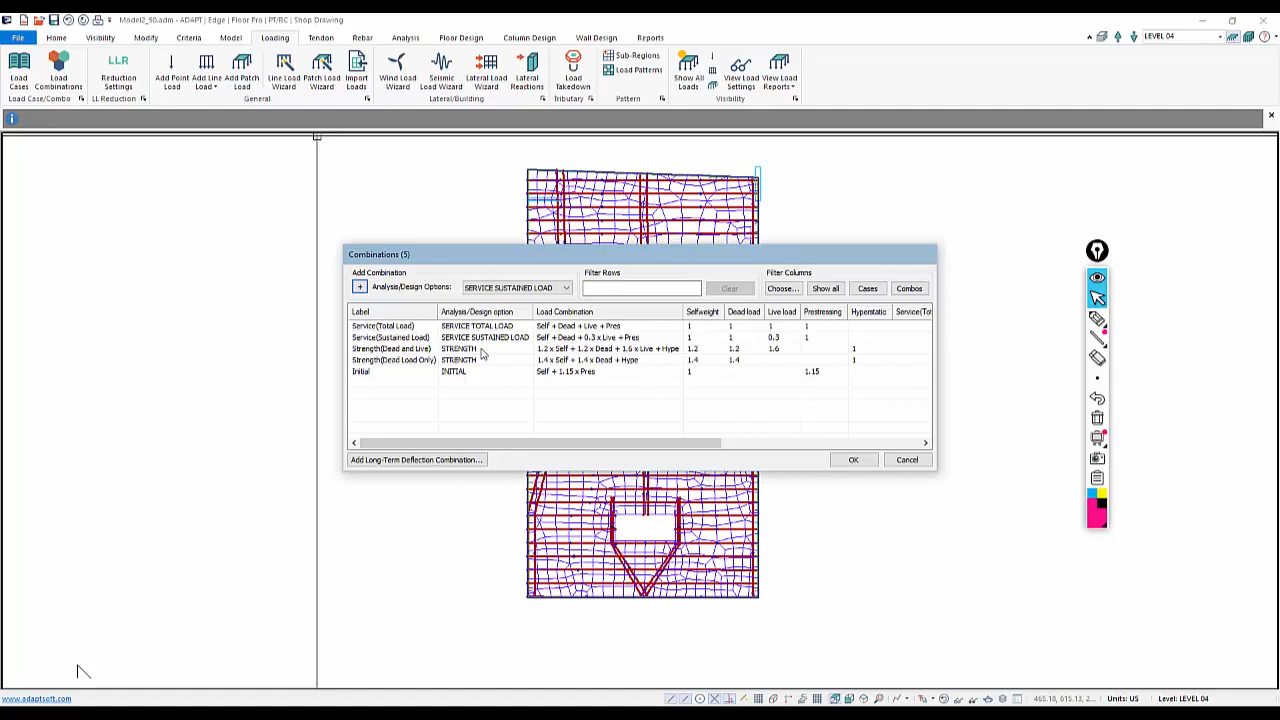 Model2_50.adm - ADAPT | Edge | Floor Pro | PT/RC | Shop Drawing
File Home Visibility Modify Criteria Model Loading Tendon Rebar Analysis Floor Design Column Design Wall Design Reports
LEVEL 04
Load Cases
Load Combinations
Load Case/Combo
LLR
Reduction Settings
LL Reduction
Add Point Load
Add Line Load
Add Patch Load
Line Load Wizard
Patch Load Wizard
Import Loads
General
Wind Load Wizard
Seismic Load Wizard
Lateral Load Wizard
Lateral Reactions
Lateral/Building
Load Takedown
Tributary
Sub-Regions
Load Patterns
Pattern
Show All Loads
View Load Settings
View Load Reports
Visibility
Combinations (5)
Add Combination Filter Rows Filter Columns
+ Analysis/Design Options: SERVICE SUSTAINED LOAD Clear Choose... Show all Cases Combos
Label Analysis/Design option Load Combination Selfweight Dead load Live load Prestressing Hyperstatic Service(Tot
Service(Total Load) SERVICE TOTAL LOAD Self + Dead + Live + Pres 1 1 1 1
Service(Sustained Load) SERVICE SUSTAINED LOAD Self + Dead + 0.3 x Live + Pres 1 1 0.3 1
Strength(Dead and Live) STRENGTH 1.2 x Self + 1.2 x Dead + 1.6 x Live + Hype 1.2 1.2 1.6 1
Strength(Dead Load Only) STRENGTH 1.4 x Self + 1.4 x Dead + Hype 1.4 1.4 1
Initial INITIAL Self + 1.15 x Pres 1 1.15
Add Long-Term Deflection Combination... OK Cancel
www.adaptsoft.com 465.18, 615.13, 2... Units: US Level: LEVEL 04